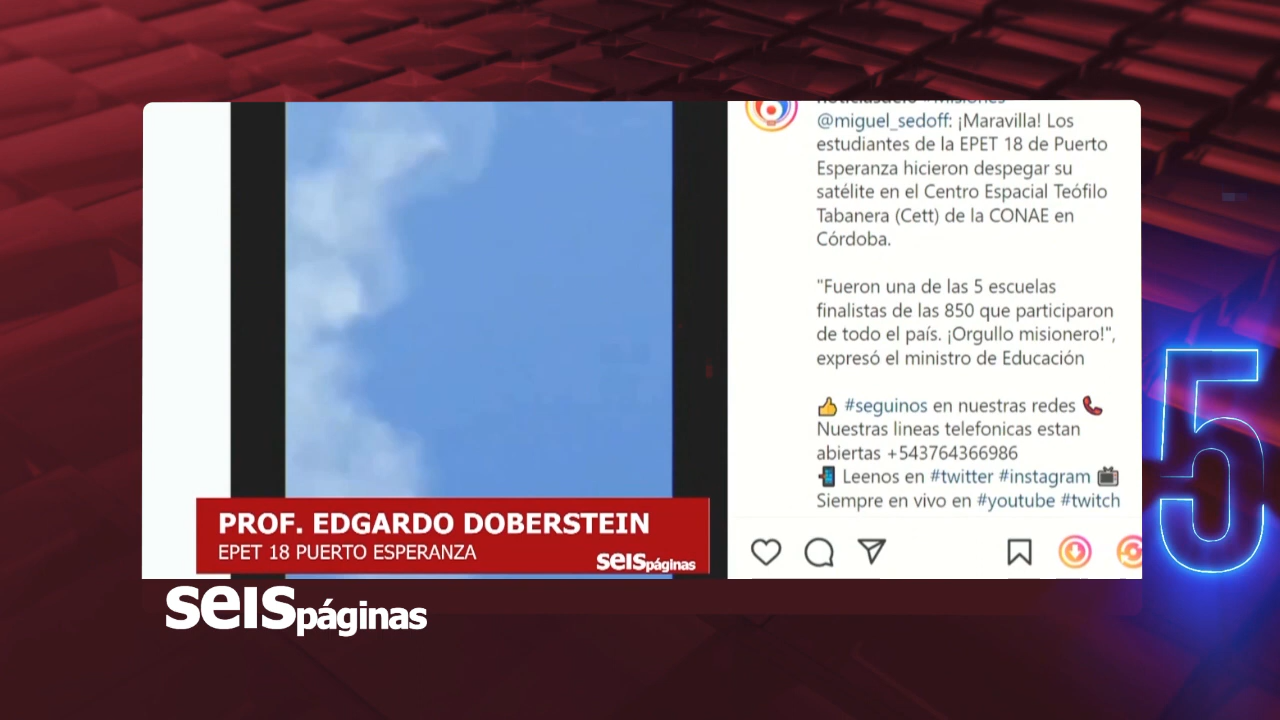 noticiasdelo #Misiones
@miguel_sedoff: ¡Maravilla! Los
estudiantes de la EPET 18 de Puerto
Esperanza hicieron despegar su
satélite en el Centro Espacial Teófilo
Tabanera (Cett) de la CONAE en
Córdoba.
"Fueron una de las 5 escuelas
finalistas de las 850 que participaron
de todo el país. ¡Orgullo misionero!",
expresó el ministro de Educación
👍 #seguinos en nuestras redes 📞
Nuestras lineas telefonicas estan
abiertas +543764366986
📲 Leenos en #twitter #instagram 📺
Siempre en vivo en #youtube #twitch
PROF. EDGARDO DOBERSTEIN
EPET 18 PUERTO ESPERANZA
seispáginas
seispáginas
5